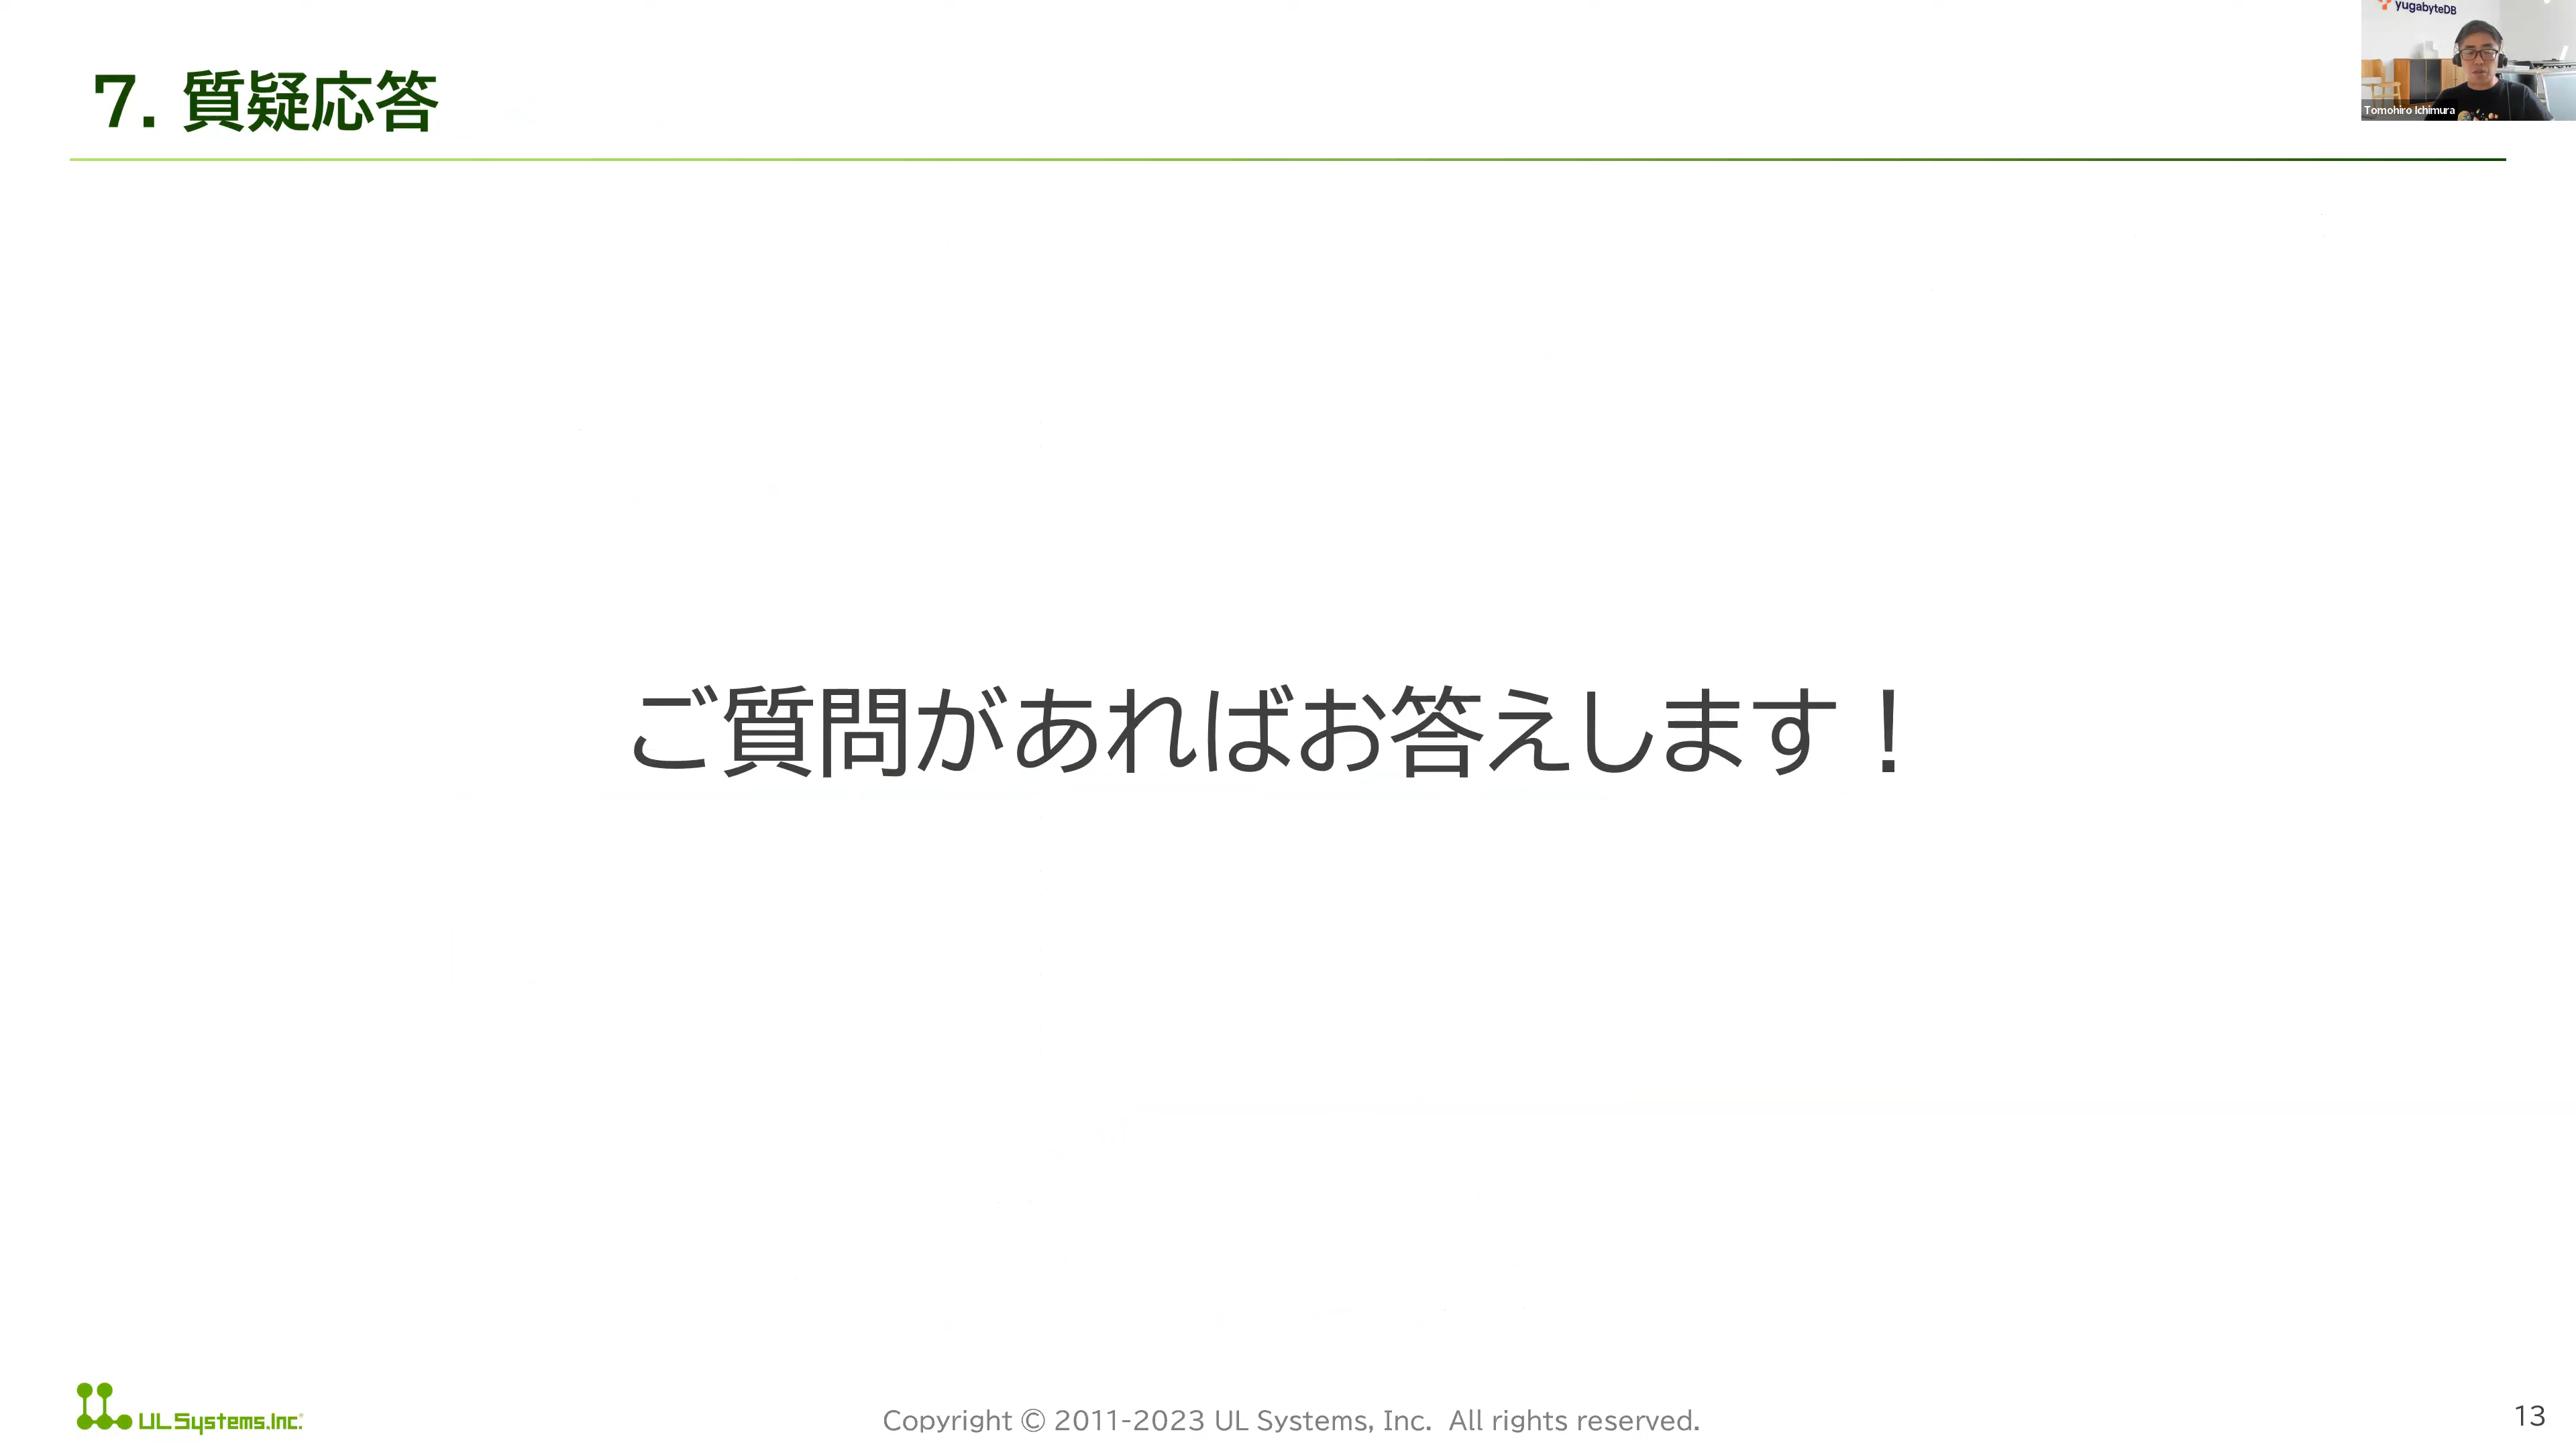 yugabyteDB
7. 質疑応答
Tomohiro Ichimura
ご質問があればお答えします！
UL Systems,Inc.
Copyright © 2011-2023 UL Systems, Inc. All rights reserved.
13